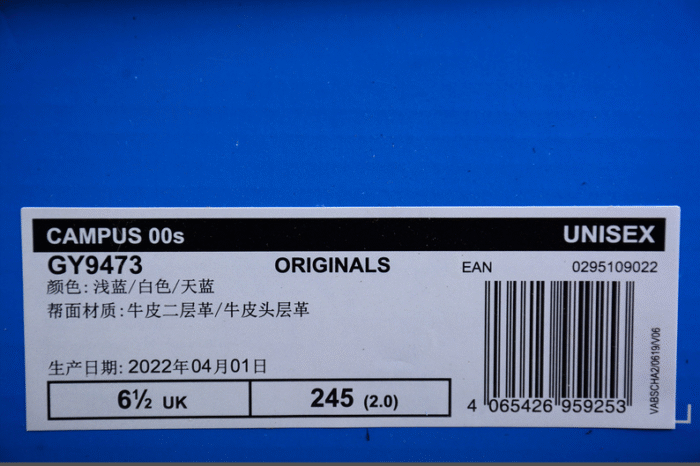 CAMPUS 00s UNISEX
GY9473 ORIGINALS EAN 0295109022
颜色: 浅蓝/白色/天蓝
帮面材质: 牛皮二层革/牛皮头层革
生产日期: 2022年04月01日
6½ UK 245 (2.0)
4 065426 959253
VABSCHA2/0619/V06